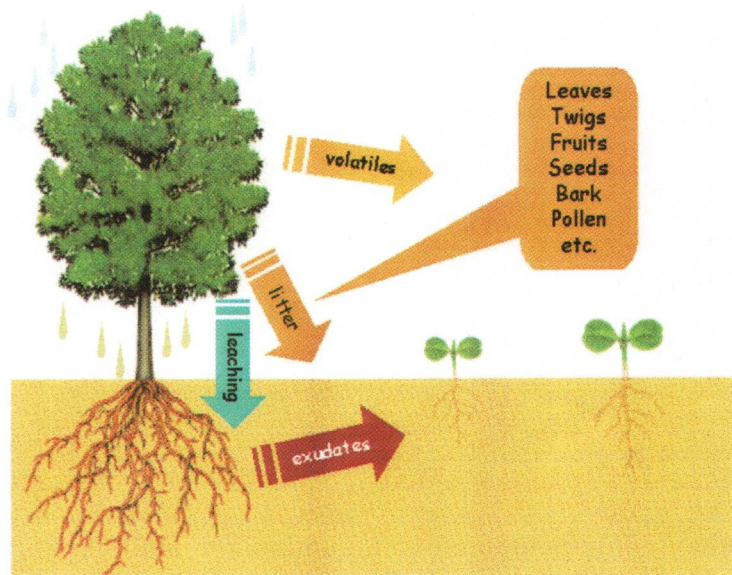 volatiles
Leaves
Twigs
Fruits
Seeds
Bark
Pollen
etc.
litter
leaching
exudates